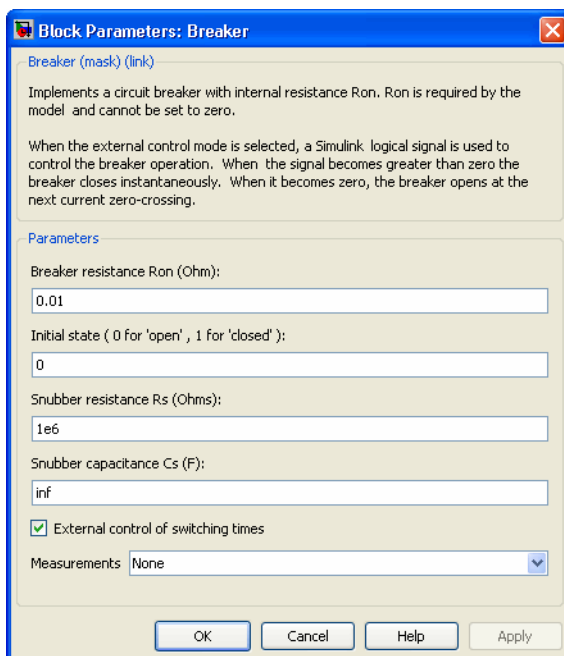 Block Parameters: Breaker
Breaker (mask) (link)
Implements a circuit breaker with internal resistance Ron. Ron is required by the
model and cannot be set to zero.
When the external control mode is selected, a Simulink logical signal is used to
control the breaker operation. When the signal becomes greater than zero the
breaker closes instantaneously. When it becomes zero, the breaker opens at the
next current zero-crossing.
Parameters
Breaker resistance Ron (Ohm):
0.01
Initial state ( 0 for 'open' , 1 for 'closed' ):
0
Snubber resistance Rs (Ohms):
1e6
Snubber capacitance Cs (F):
inf
External control of switching times
Measurements None
OK Cancel Help Apply